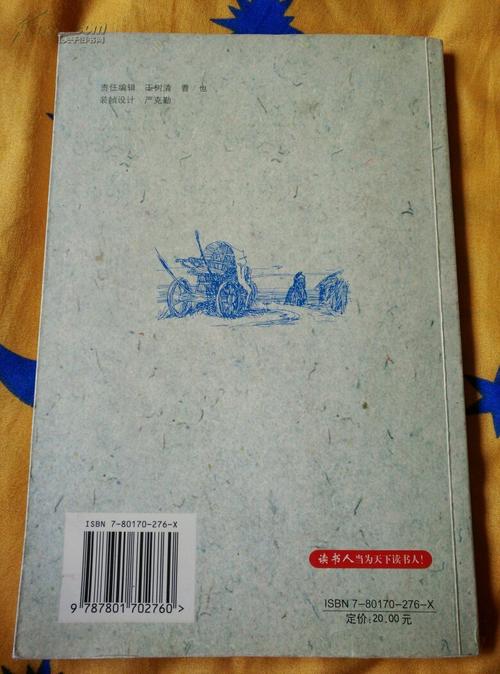 责任编辑 王树清 曹 也
装帧设计 严克勤
ISBN 7-80170-276-X
9 787801 702760 >
读书人 当为天下读书人!
ISBN 7-80170-276-X
定价:20.00 元